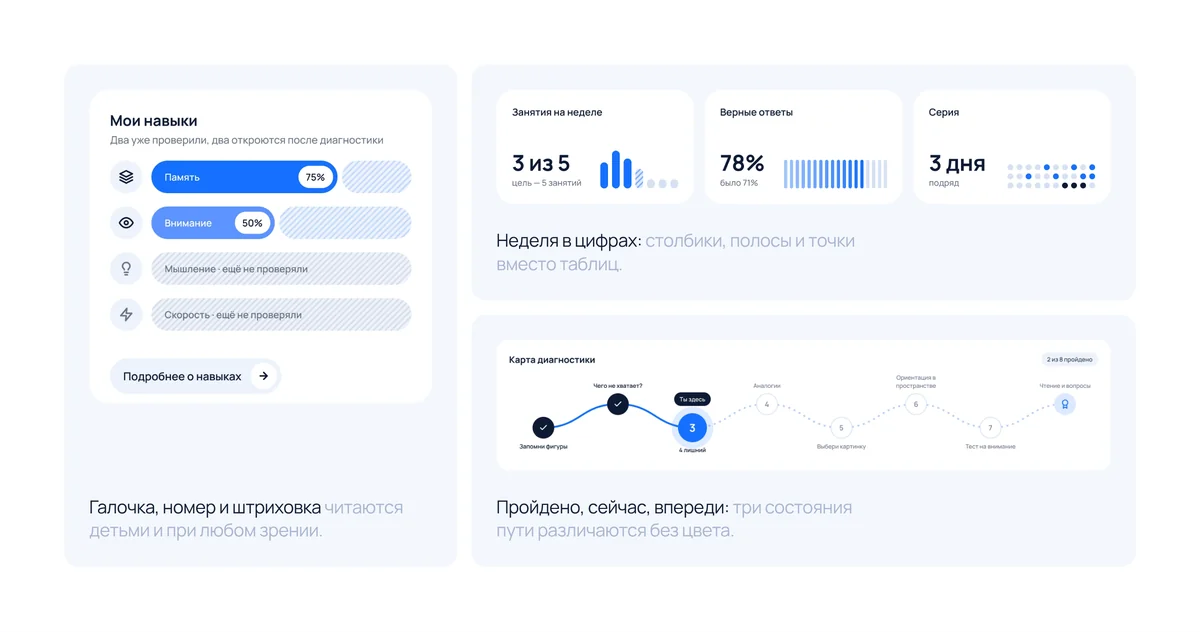 Мои навыки
Два уже проверили, два откроются после диагностики
Память
75%
Внимание
50%
Мышление · ещё не проверяли
Скорость · ещё не проверяли
Подробнее о навыках
Галочка, номер и штриховка читаются
детьми и при любом зрении.
Занятия на неделе
3 из 5
цель — 5 занятий
Верные ответы
78%
было 71%
Серия
3 дня
подряд
Неделя в цифрах: столбики, полосы и точки
вместо таблиц.
Карта диагностики
2 из 8 пройдено
Запомни фигуры
Чего не хватает?
Ты здесь
3
4 лишний
Аналогии
4
5
Выбери картинку
Ориентация в
пространстве
6
7
Тест на внимание
Чтение и вопросы
Пройдено, сейчас, впереди: три состояния
пути различаются без цвета.